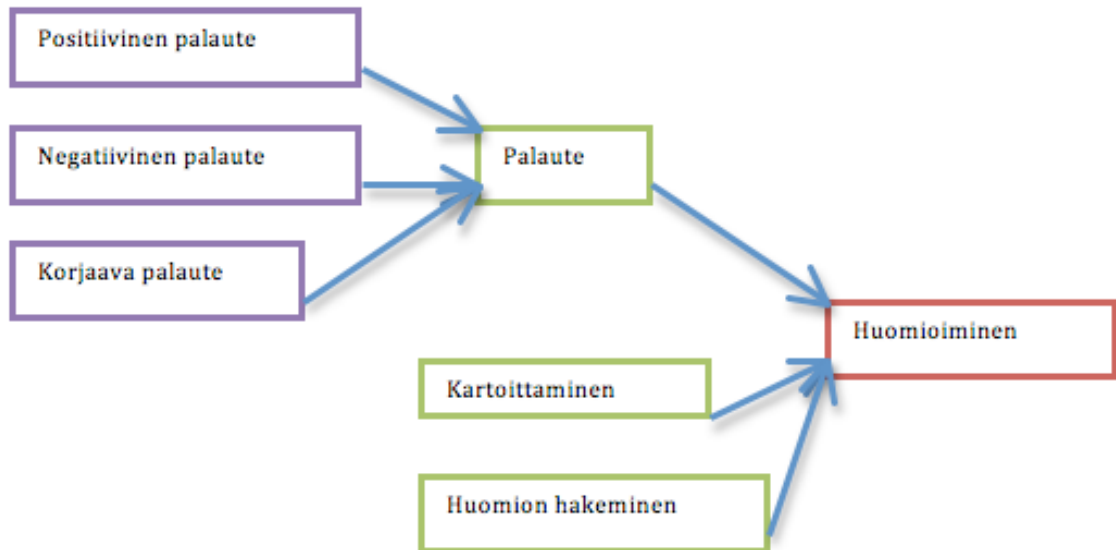 Positiivinen palaute
Negatiivinen palaute
Palaute
Korjaava palaute
Huomioiminen
Kartoittaminen
Huomion hakeminen